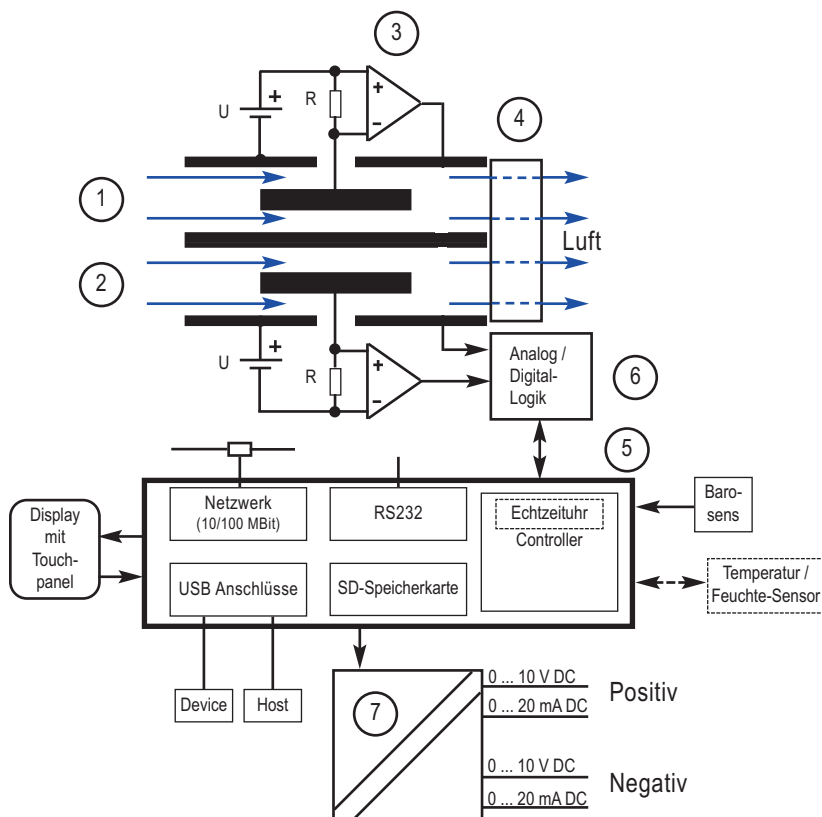 3
+
U
R
+
−
4
1
Luft
2
+
U
R
+
−
Analog /
Digital-
Logik
6
5
Netzwerk
(10/100 MBit)
RS232
Echtzeituhr
Controller
Baro-
sens
Display
mit
Touch-
panel
USB Anschlüsse
SD-Speicherkarte
Temperatur /
Feuchte-Sensor
Device
Host
7
0 ... 10 V DC
Positiv
0 ... 20 mA DC
0 ... 10 V DC
Negativ
0 ... 20 mA DC